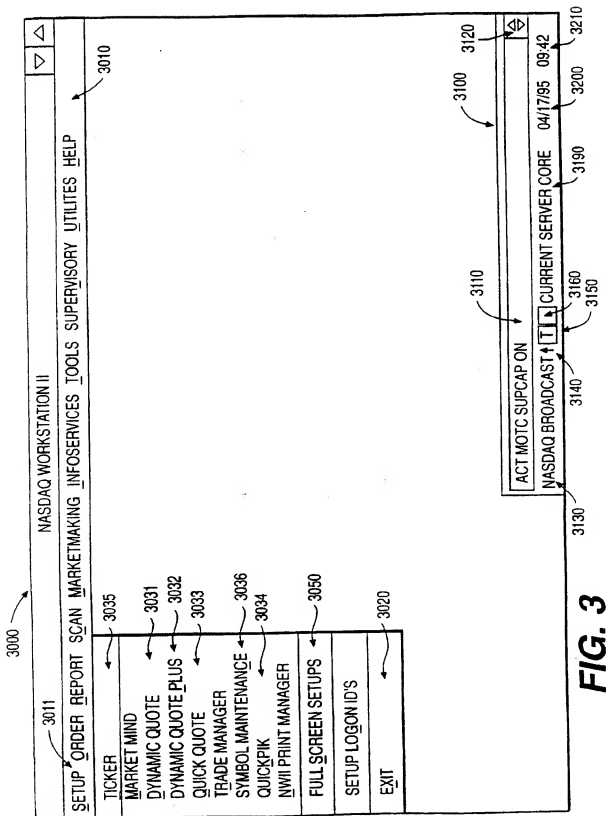 3000
NASDAQ WORKSTATION II
3011
SETUP ORDER REPORT SCAN MARKETMAKING INFOSERVICES TOOLS SUPERVISORY UTILITES HELP
3010
TICKER
3035
MARKET MIND
DYNAMIC QUOTE
3031
DYNAMIC QUOTE PLUS
3032
QUICK QUOTE
3033
TRADE MANAGER
SYMBOL MAINTENANCE
3036
QUICKPIK
3034
NWII PRINT MANAGER
FULL SCREEN SETUPS
3050
SETUP LOGON ID'S
EXIT
3020
3100
3110
3120
ACT MOTC SUPCAP ON
NASDAQ BROADCAST T CURRENT SERVER CORE 04/17/95 09:42
3130
3140
3150
3160
3190
3200
3210
FIG. 3